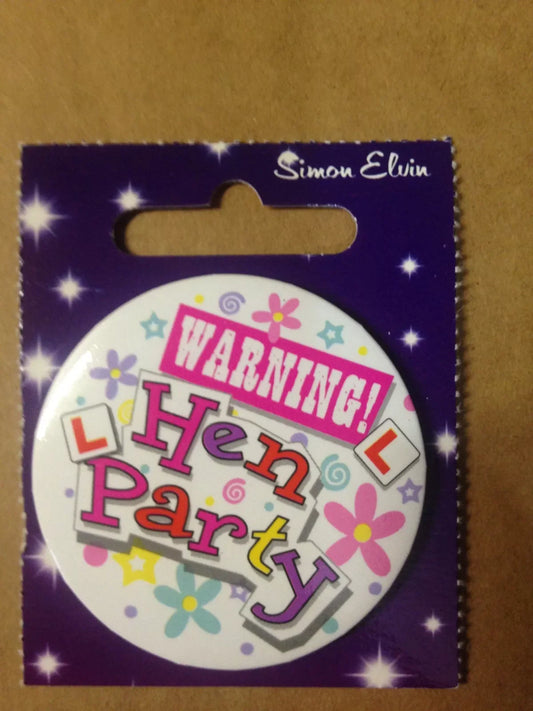 Simon Elvin
WARNING!
Hen
Party
L
L